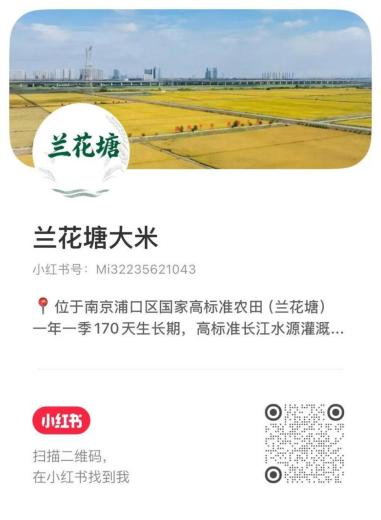 兰花塘
兰花塘大米
小红书号：Mi32235621043
📍位于南京浦口区国家高标准农田（兰花塘）
一年一季170天生长期，高标准长江水源灌溉...
小红书
扫描二维码，
在小红书找到我